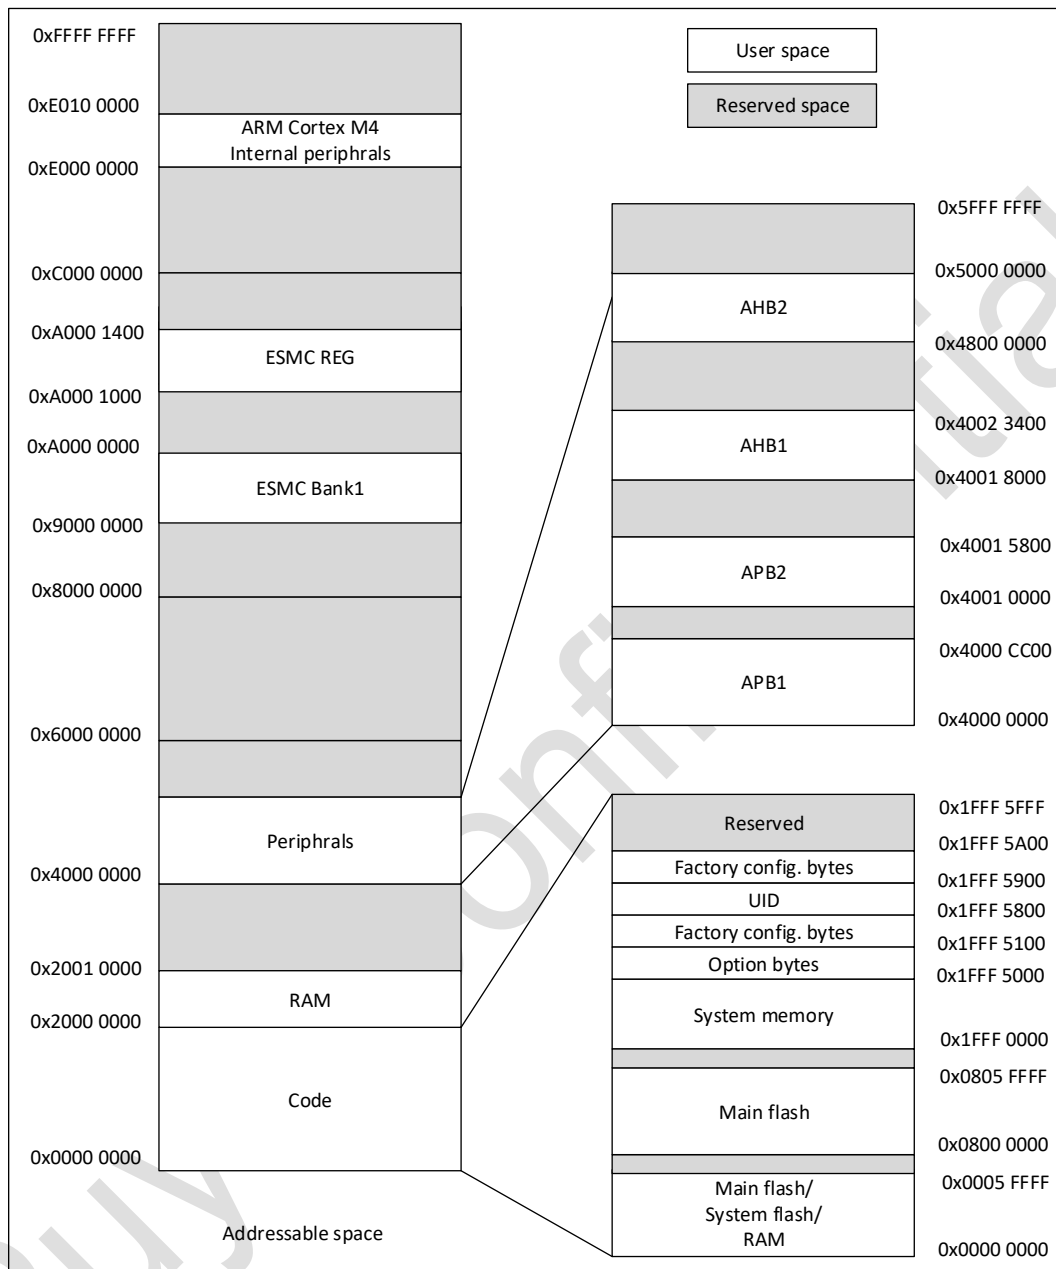 0xFFFF FFFF
0xE010 0000
ARM Cortex M4
Internal periphrals
0xE000 0000
0xC000 0000
0xA000 1400
ESMC REG
0xA000 1000
0xA000 0000
ESMC Bank1
0x9000 0000
0x8000 0000
0x6000 0000
Periphrals
0x4000 0000
0x2001 0000
RAM
0x2000 0000
Code
0x0000 0000
Addressable space
User space
Reserved space
0x5FFF FFFF
0x5000 0000
AHB2
0x4800 0000
0x4002 3400
AHB1
0x4001 8000
0x4001 5800
APB2
0x4001 0000
0x4000 CC00
APB1
0x4000 0000
0x1FFF 5FFF
Reserved
0x1FFF 5A00
Factory config. bytes
0x1FFF 5900
UID
0x1FFF 5800
Factory config. bytes
0x1FFF 5100
Option bytes
0x1FFF 5000
System memory
0x1FFF 0000
0x0805 FFFF
Main flash
0x0800 0000
0x0005 FFFF
Main flash/
System flash/
RAM
0x0000 0000